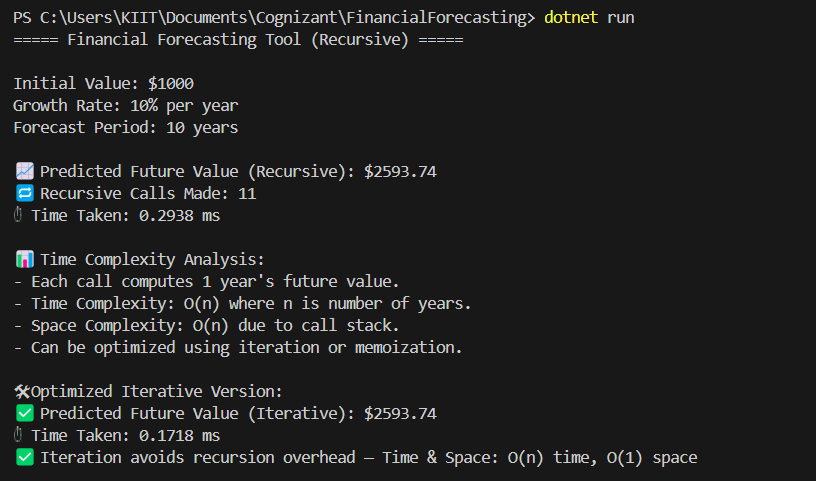 PS C:\Users\KIIT\Documents\Cognizant\FinancialForecasting> dotnet run
===== Financial Forecasting Tool (Recursive) =====
Initial Value: $1000
Growth Rate: 10% per year
Forecast Period: 10 years
📈 Predicted Future Value (Recursive): $2593.74
🔁 Recursive Calls Made: 11
⏱ Time Taken: 0.2938 ms
📊 Time Complexity Analysis:
- Each call computes 1 year's future value.
- Time Complexity: O(n) where n is number of years.
- Space Complexity: O(n) due to call stack.
- Can be optimized using iteration or memoization.
🛠Optimized Iterative Version:
✅ Predicted Future Value (Iterative): $2593.74
⏱ Time Taken: 0.1718 ms
✅ Iteration avoids recursion overhead — Time & Space: O(n) time, O(1) space